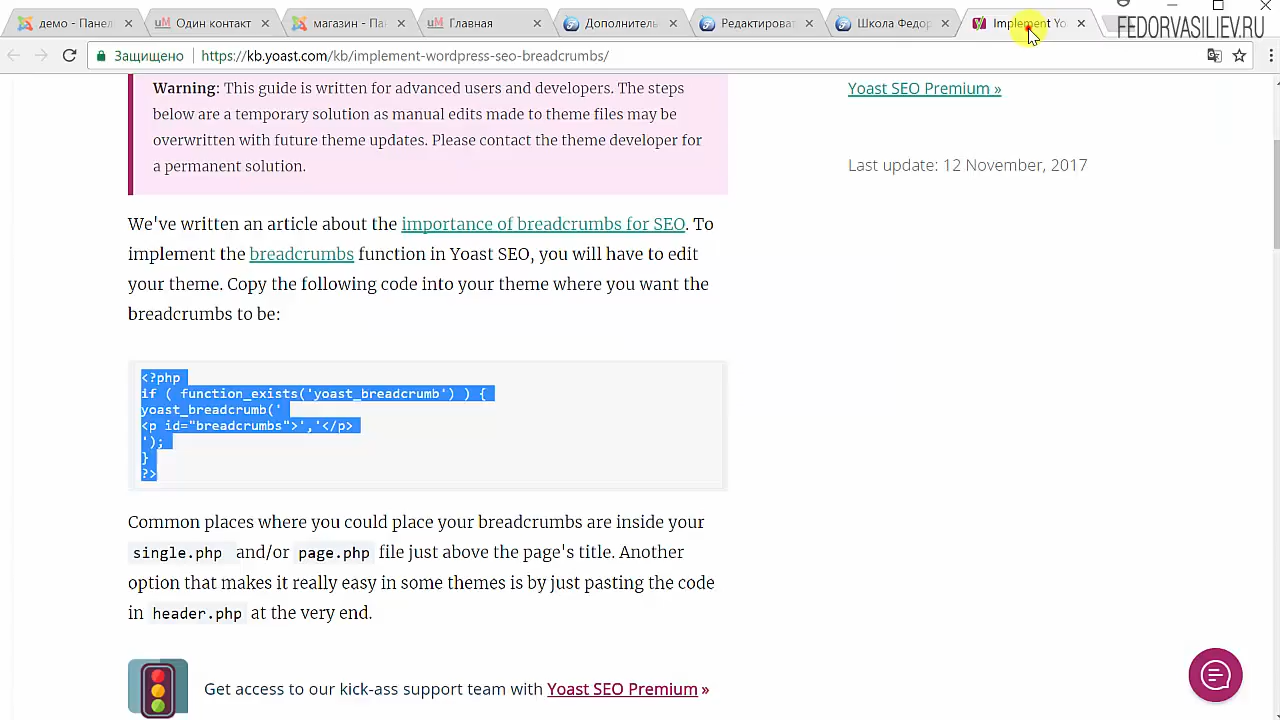 демо - Панел
Один контакт
магазин - Па
Главная
Дополнитель
Редактироват
Школа Федор
Implement Yo
FEDORVASILIEV.RU
Защищено
https://kb.yoast.com/kb/implement-wordpress-seo-breadcrumbs/
Warning: This guide is written for advanced users and developers. The steps
below are a temporary solution as manual edits made to theme files may be
overwritten with future theme updates. Please contact the theme developer for
a permanent solution.
Yoast SEO Premium »
Last update: 12 November, 2017
We've written an article about the importance of breadcrumbs for SEO. To
implement the breadcrumbs function in Yoast SEO, you will have to edit
your theme. Copy the following code into your theme where you want the
breadcrumbs to be:
<?php
if ( function_exists('yoast_breadcrumb') ) {
yoast_breadcrumb('
<p id="breadcrumbs">','</p>
');
}
?>
Common places where you could place your breadcrumbs are inside your
single.php and/or page.php file just above the page's title. Another
option that makes it really easy in some themes is by just pasting the code
in header.php at the very end.
Get access to our kick-ass support team with Yoast SEO Premium »